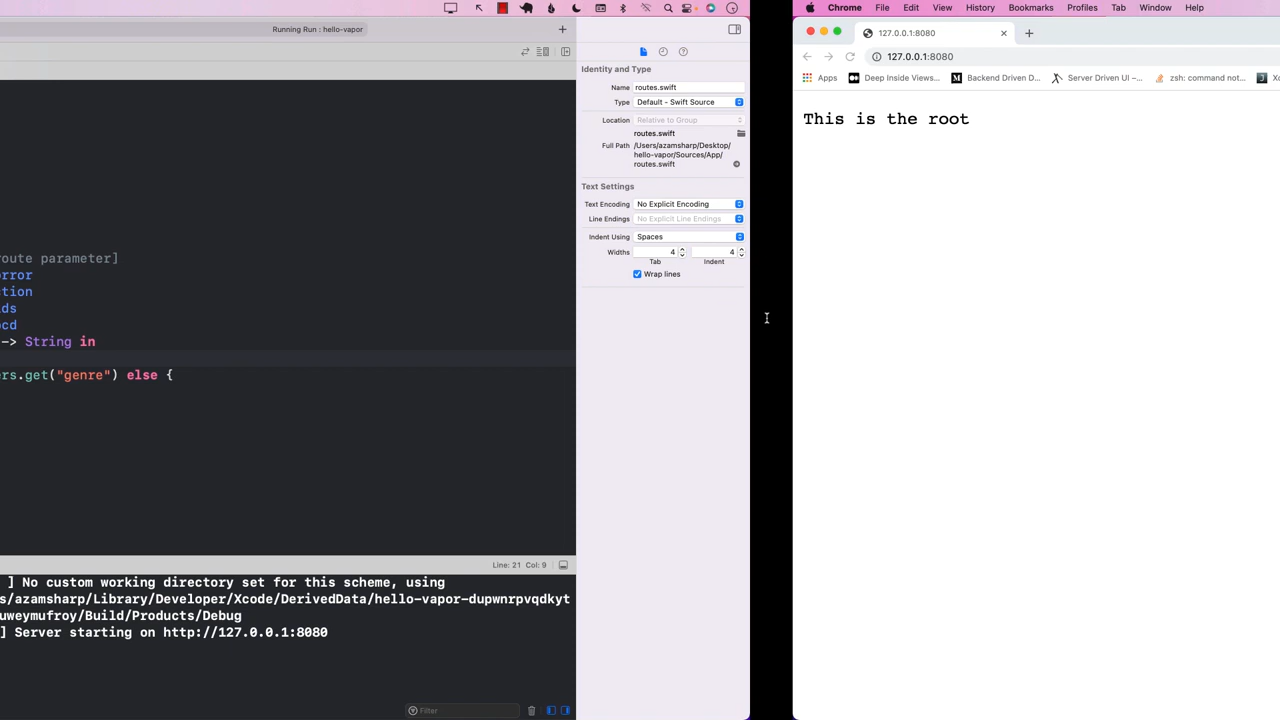 Running Run : hello-vapor
Identity and Type
Name routes.swift
Type Default - Swift Source
Location Relative to Group
routes.swift
Full Path /Users/azamsharp/Desktop/
hello-vapor/Sources/App/
routes.swift
Text Settings
Text Encoding No Explicit Encoding
Line Endings No Explicit Line Endings
Indent Using Spaces
Widths 4 4
Tab Indent
Wrap lines
route parameter]
-> String in
.get("genre") else {
Line: 21 Col: 9
] No custom working directory set for this scheme, using
s/azamsharp/Library/Developer/Xcode/DerivedData/hello-vapor-dupwnrpvqdkyt
uweymufroy/Build/Products/Debug
] Server starting on http://127.0.0.1:8080
Filter
Chrome File Edit View History Bookmarks Profiles Tab Window Help
127.0.0.1:8080
127.0.0.1:8080
Apps Deep Inside Views... Backend Driven D... Server Driven UI –... zsh: command not...
This is the root